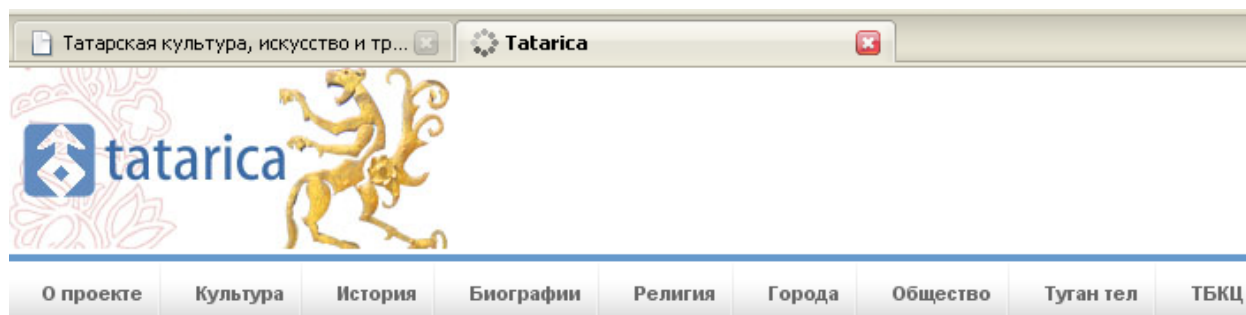 Татарская культура, искусство и тр... Tatarica
tatarica
О проекте Культура История Биографии Религия Города Общество Туган тел ТБКЦ